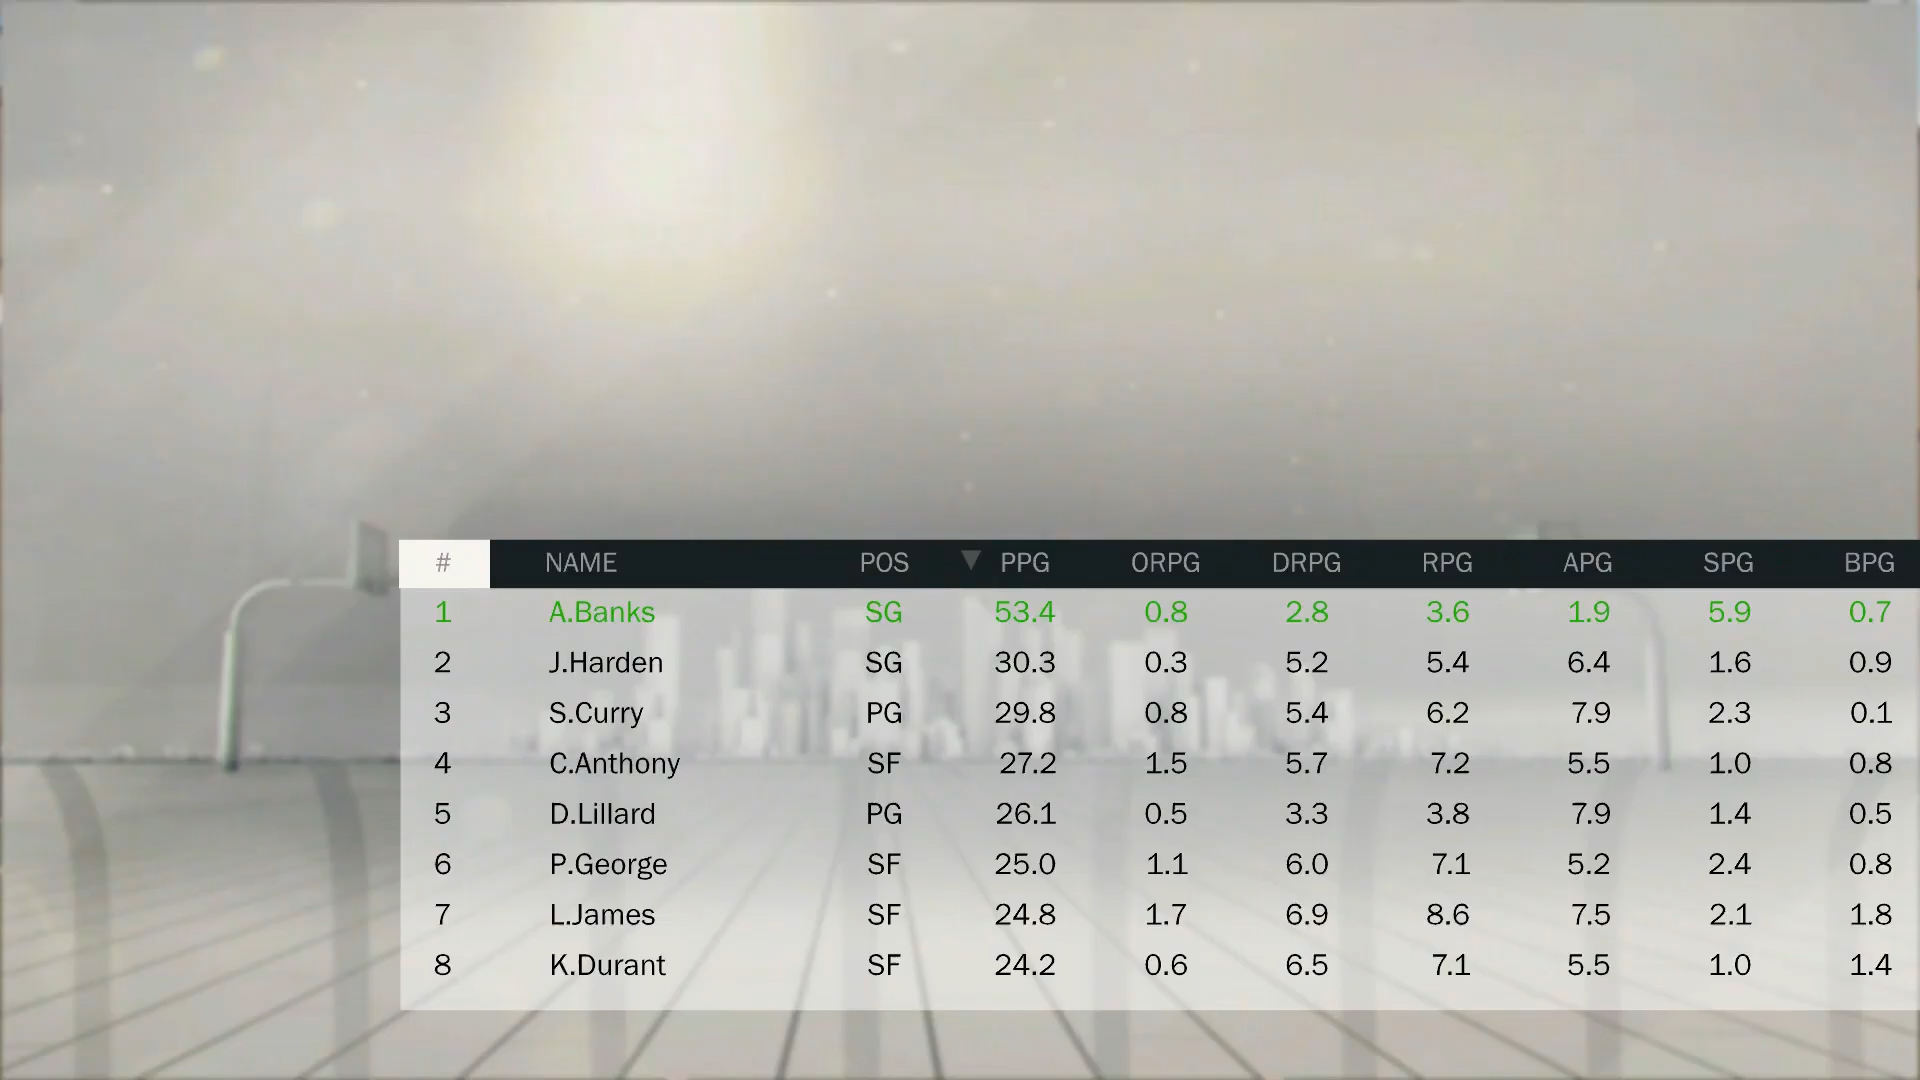 # NAME POS ▼ PPG ORPG DRPG RPG APG SPG BPG
1 A.Banks SG 53.4 0.8 2.8 3.6 1.9 5.9 0.7
2 J.Harden SG 30.3 0.3 5.2 5.4 6.4 1.6 0.9
3 S.Curry PG 29.8 0.8 5.4 6.2 7.9 2.3 0.1
4 C.Anthony SF 27.2 1.5 5.7 7.2 5.5 1.0 0.8
5 D.Lillard PG 26.1 0.5 3.3 3.8 7.9 1.4 0.5
6 P.George SF 25.0 1.1 6.0 7.1 5.2 2.4 0.8
7 L.James SF 24.8 1.7 6.9 8.6 7.5 2.1 1.8
8 K.Durant SF 24.2 0.6 6.5 7.1 5.5 1.0 1.4